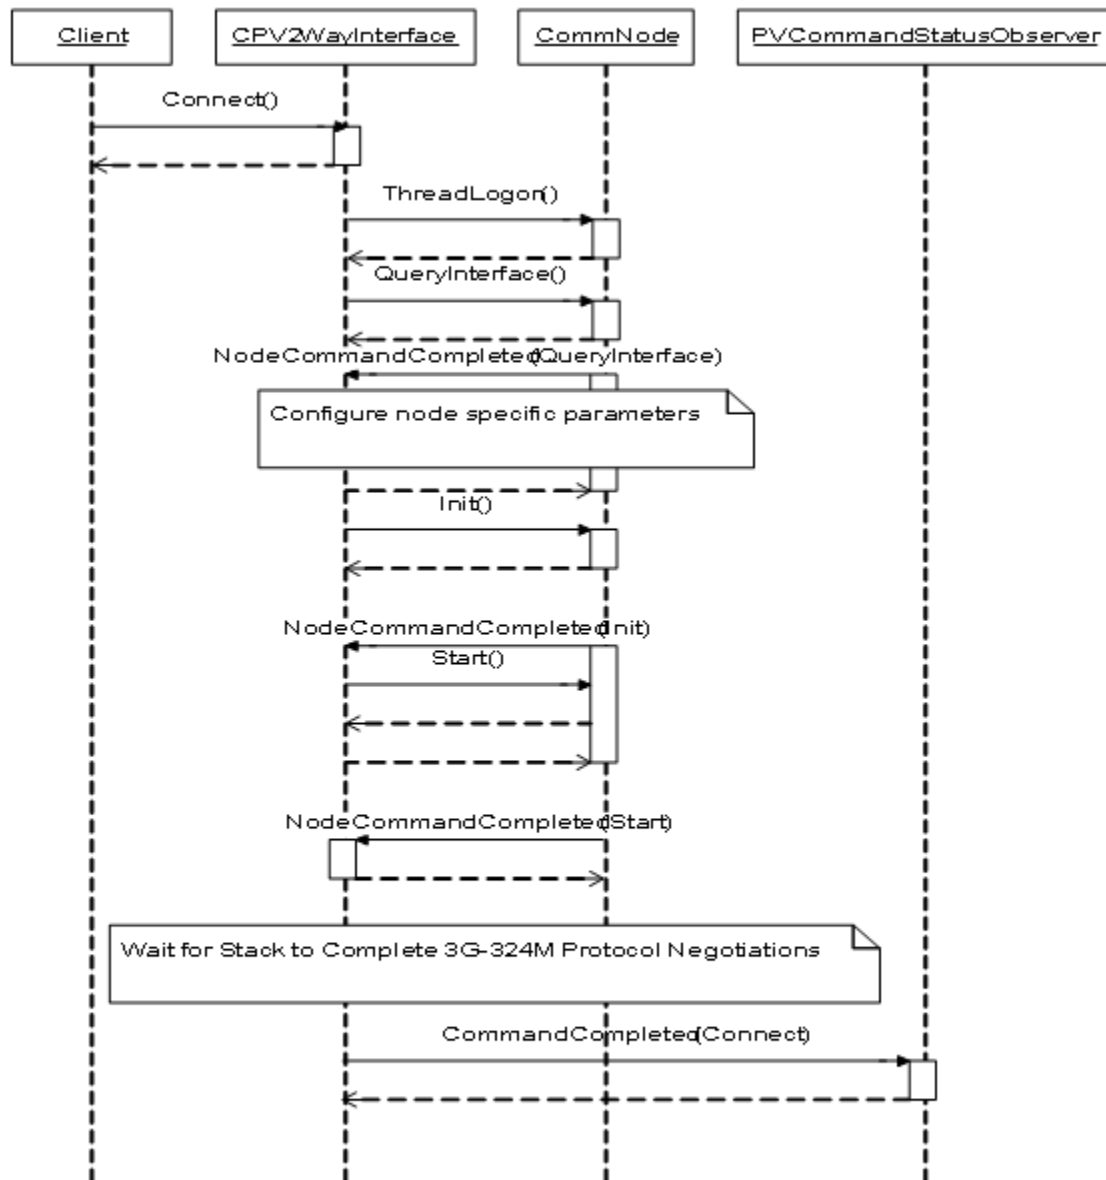 Client
CPV2WayInterface
CommNode
PVCommandStatusObserver
Connect()
ThreadLogon()
QueryInterface()
NodeCommandCompleted(QueryInterface)
Configure node specific parameters
Init()
NodeCommandCompleted(Init)
Start()
NodeCommandCompleted(Start)
Wait for Stack to Complete 3G-324M Protocol Negotiations
CommandCompleted(Connect)